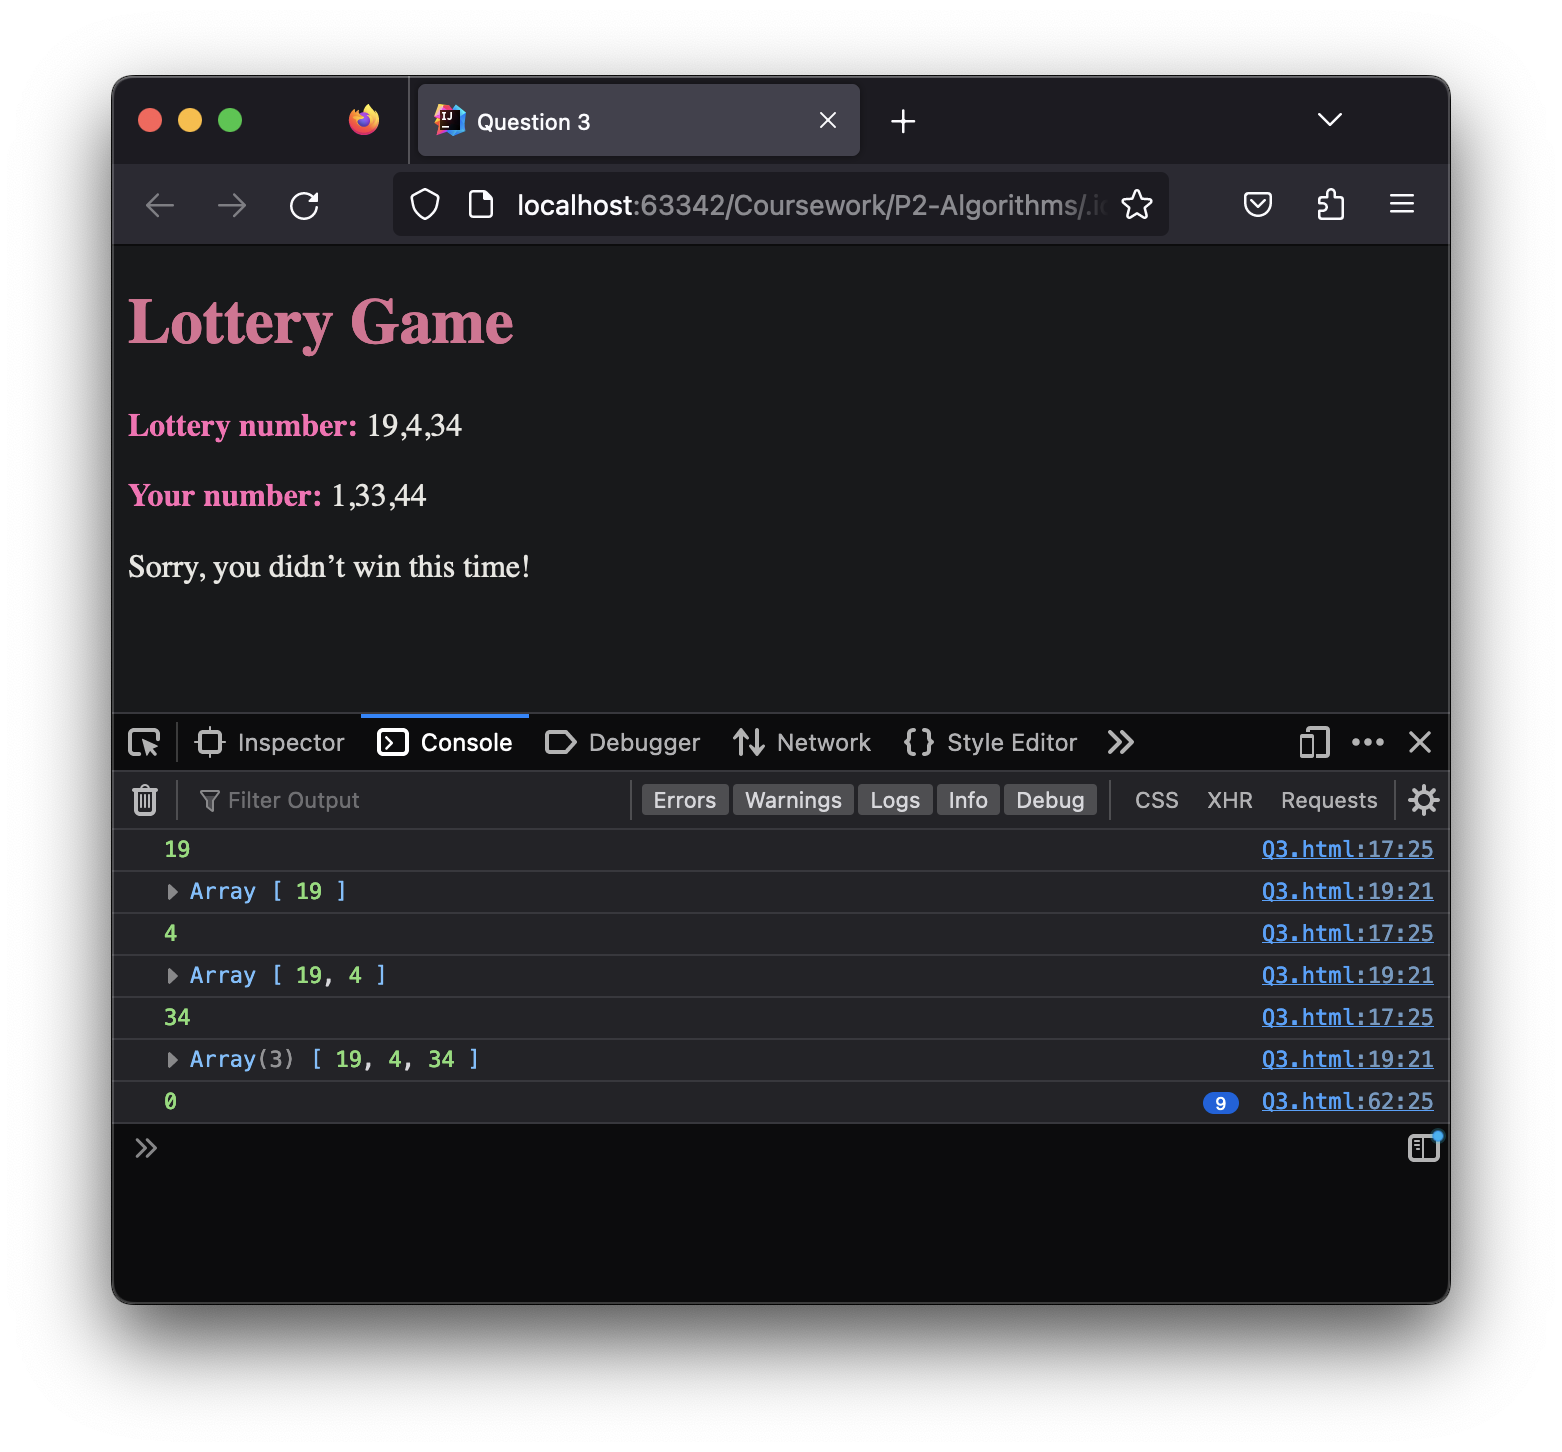 IJ
Question 3
localhost:63342/Coursework/P2-Algorithms/.i
Lottery Game
Lottery number: 19,4,34
Your number: 1,33,44
Sorry, you didn’t win this time!
Inspector Console Debugger Network Style Editor
Filter Output Errors Warnings Logs Info Debug CSS XHR Requests
19 Q3.html:17:25
Array [ 19 ] Q3.html:19:21
4 Q3.html:17:25
Array [ 19, 4 ] Q3.html:19:21
34 Q3.html:17:25
Array(3) [ 19, 4, 34 ] Q3.html:19:21
0 9 Q3.html:62:25